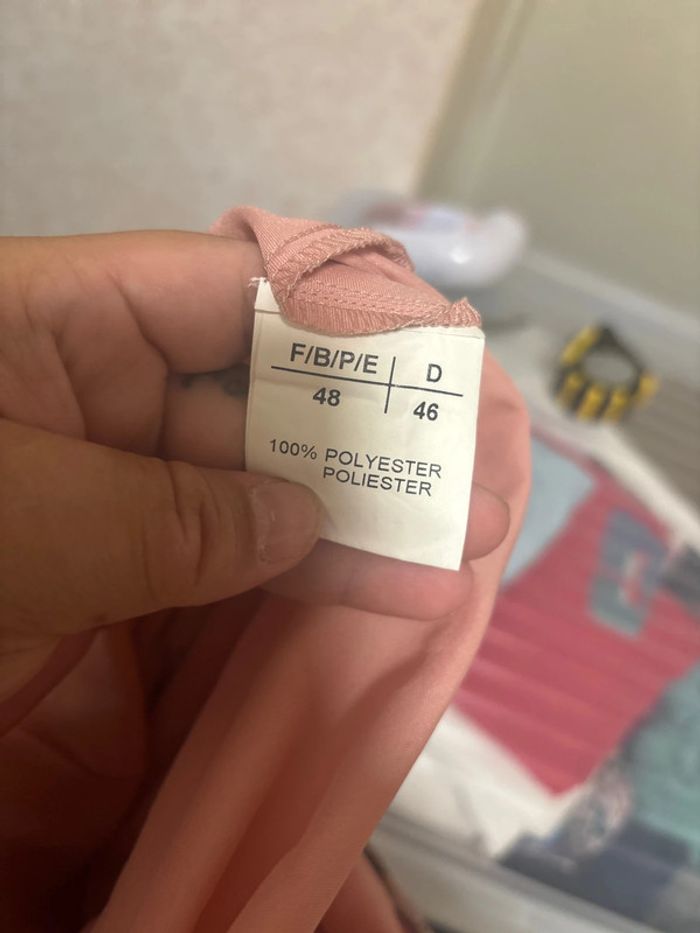 F/B/P/E D
48 46
100% POLYESTER
POLIESTER